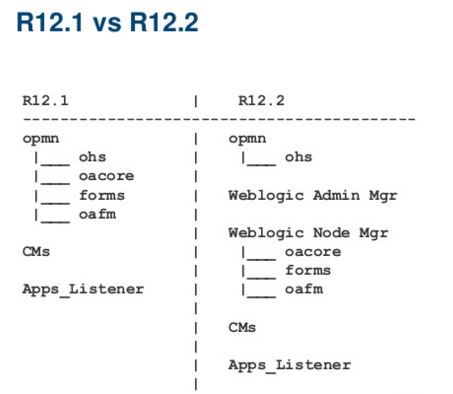 R12.1 vs R12.2
R12.1 | R12.2
-----------------------------------------
opmn | opmn
|___ ohs | |___ ohs
|___ oacore |
|___ forms | Weblogic Admin Mgr
|___ oafm |
| Weblogic Node Mgr
CMs | |___ oacore
| |___ forms
Apps_Listener | |___ oafm
|
| CMs
|
| Apps_Listener
|